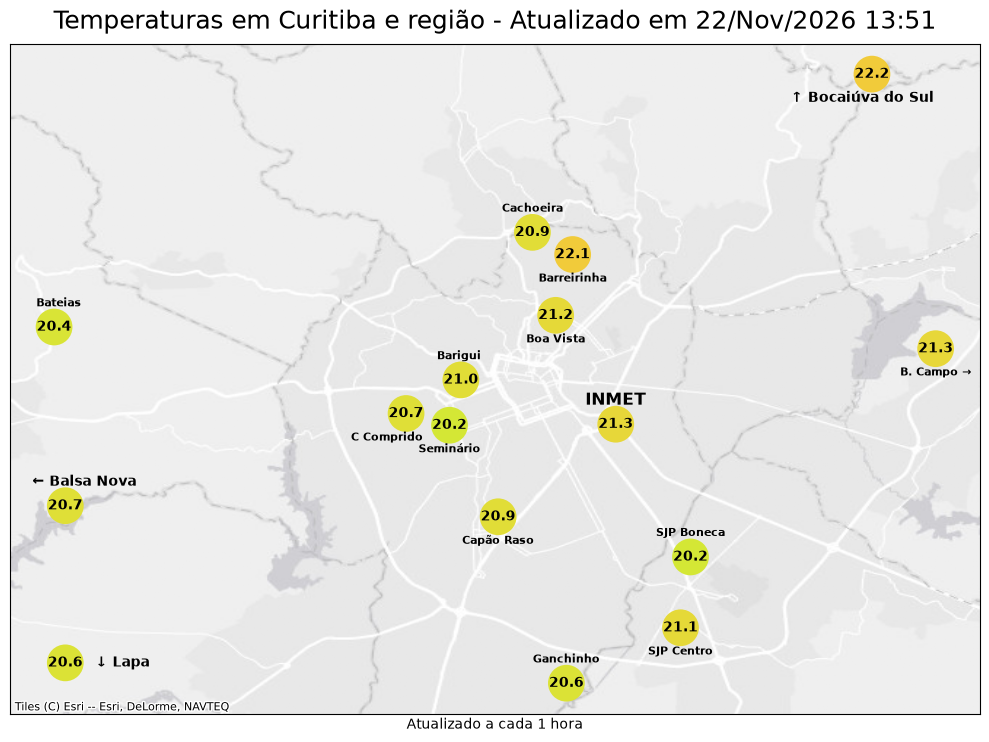 Temperaturas em Curitiba e região - Atualizado em 22/Nov/2026 13:51
22.2
↑ Bocaiúva do Sul
Cachoeira
20.9
22.1
Barreirinha
Bateias
20.4
21.2
Boa Vista
21.3
B. Campo →
Barigui
21.0
INMET
21.3
20.7
C Comprido
20.2
Seminário
← Balsa Nova
20.7
20.9
Capão Raso
SJP Boneca
20.2
21.1
SJP Centro
20.6 ↓ Lapa
Ganchinho
20.6
Tiles (C) Esri -- Esri, DeLorme, NAVTEQ
Atualizado a cada 1 hora